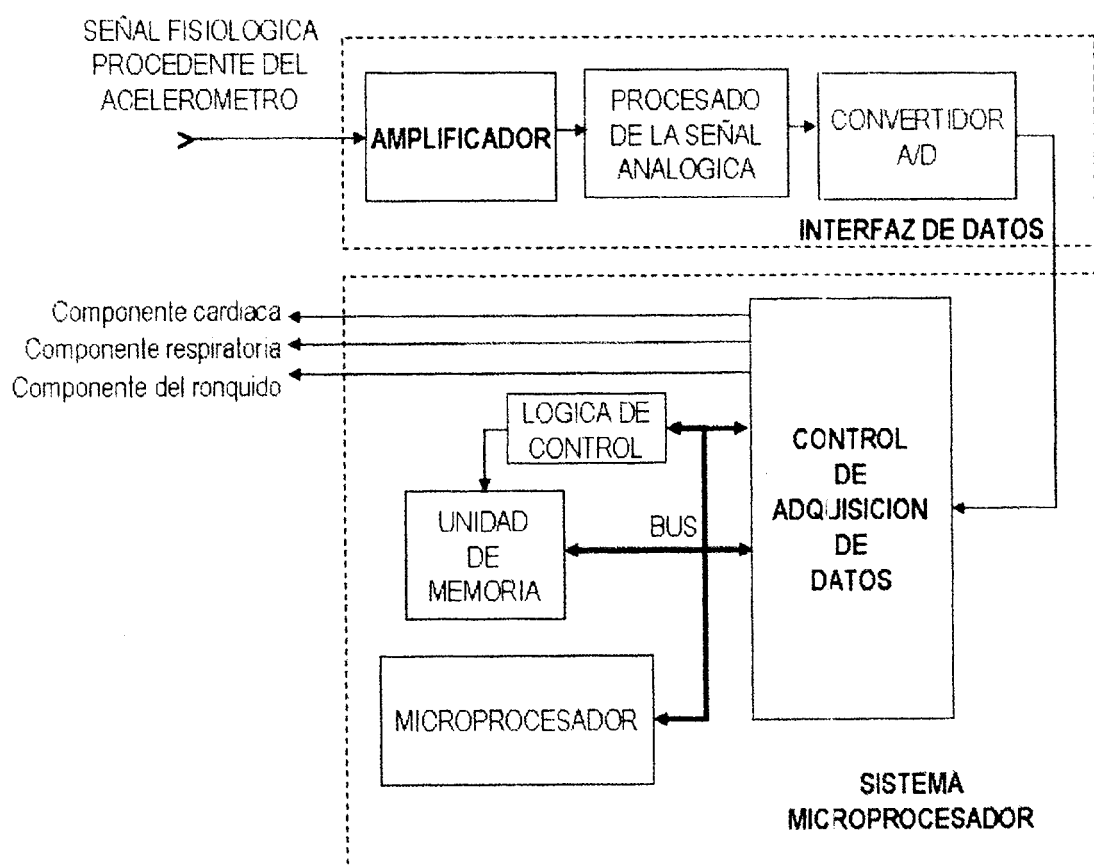 SEÑAL FISIOLOGICA
PROCEDENTE DEL
ACELEROMETRO
AMPLIFICADOR
PROCESADO
DE LA SEÑAL
ANALOGICA
CONVERTIDOR
A/D
INTERFAZ DE DATOS
Componente cardiaca
Componente respiratoria
Componente del ronquido
LOGICA DE
CONTROL
UNIDAD
DE
MEMORIA
BUS
MICROPROCESADOR
CONTROL
DE
ADQUISICION
DE
DATOS
SISTEMA
MICROPROCESADOR